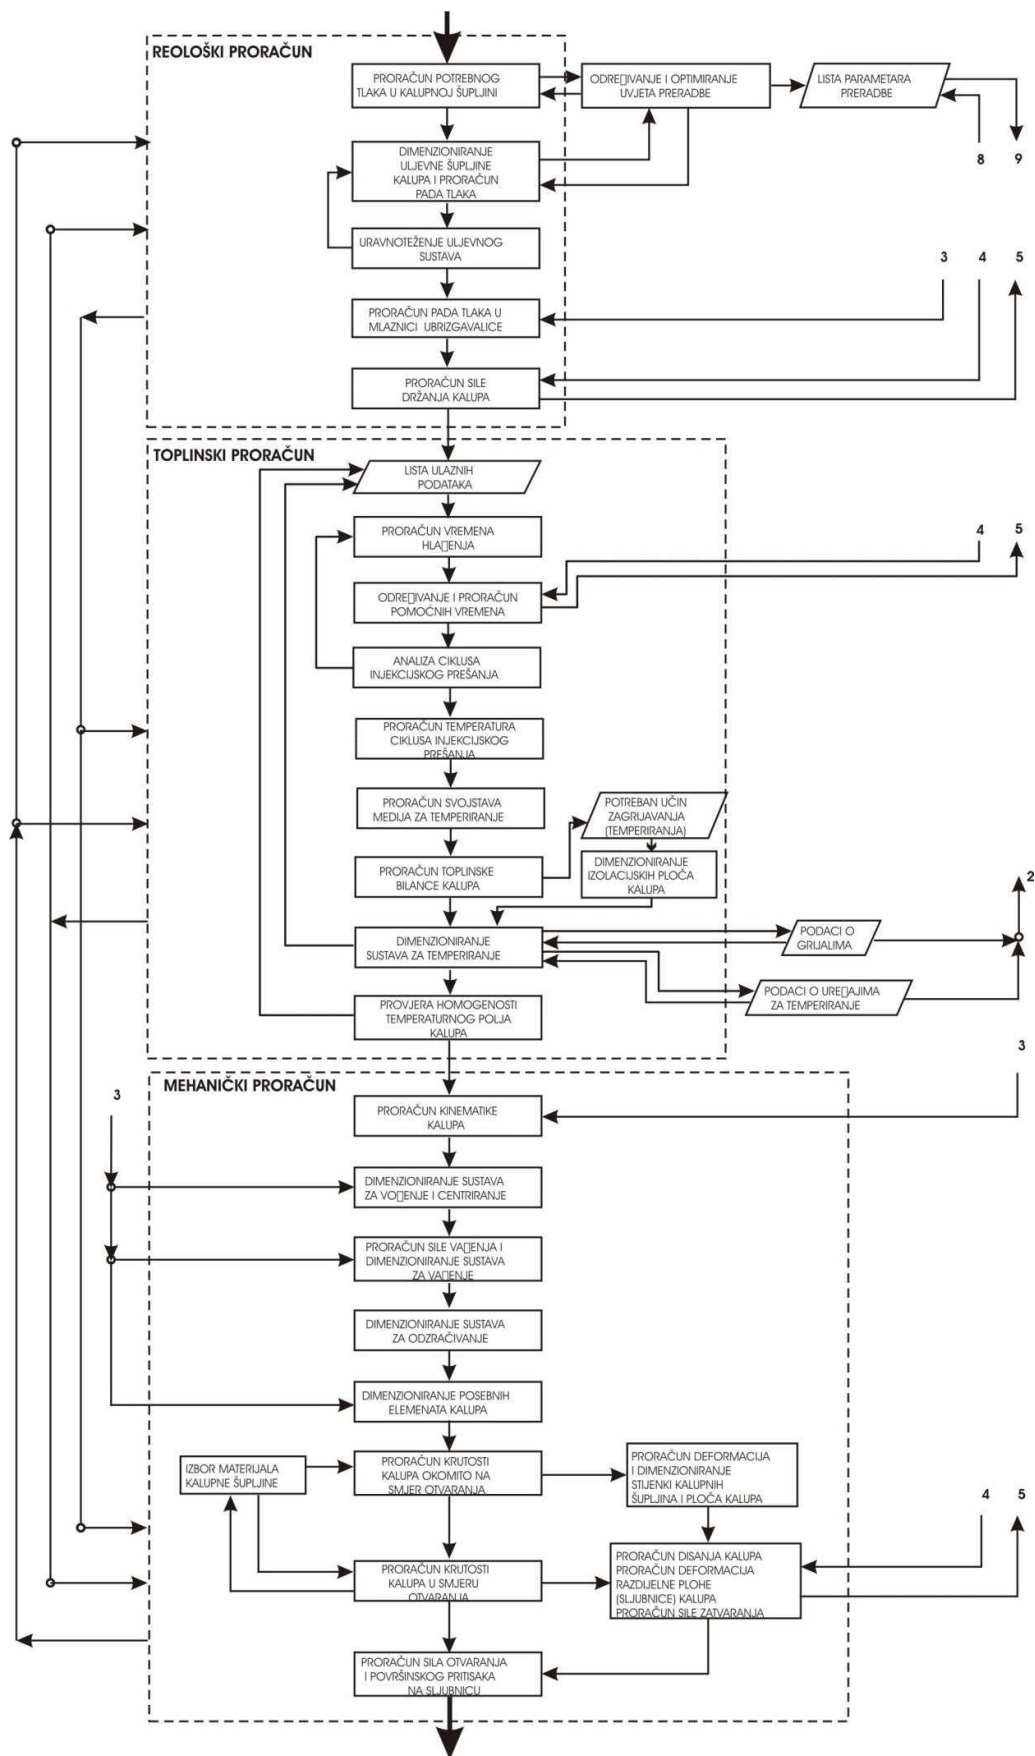 REOLOŠKI PRORAČUN
PRORAČUN POTREBNOG
TLAKA U KALUPNOJ ŠUPLJINI
ODRE▯IVANJE I OPTIMIRANJE
UVJETA PRERADBE
LISTA PARAMETARA
PRERADBE
8
9
DIMENZIONIRANJE
ULJEVNE ŠUPLJINE
KALUPA I PRORAČUN
PADA TLAKA
URAVNOTEŽENJE ULJEVNOG
SUSTAVA
3
4
5
PRORAČUN PADA TLAKA U
MLAZNICI UBRIZGAVALICE
PRORAČUN SILE
DRŽANJA KALUPA
TOPLINSKI PRORAČUN
LISTA ULAZNIH
PODATAKA
PRORAČUN VREMENA
HLA▯ENJA
4
5
ODRE▯IVANJE I PRORAČUN
POMOĆNIH VREMENA
ANALIZA CIKLUSA
INJEKCIJSKOG PREŠANJA
PRORAČUN TEMPERATURA
CIKLUSA INJEKCIJSKOG
PREŠANJA
PRORAČUN SVOJSTAVA
MEDIJA ZA TEMPERIRANJE
POTREBAN UČIN
ZAGRIJAVANJA
(TEMPERIRANJA)
PRORAČUN TOPLINSKE
BILANCE KALUPA
DIMENZIONIRANJE
IZOLACIJSKIH PLOČA
KALUPA
2
DIMENZIONIRANJE
SUSTAVA ZA TEMPERIRANJE
PODACI O
GRIJALIMA
PODACI O URE▯AJIMA
ZA TEMPERIRANJE
PROVJERA HOMOGENOSTI
TEMPERATURNOG POLJA
KALUPA
3
MEHANIČKI PRORAČUN
3
PRORAČUN KINEMATIKE
KALUPA
DIMENZIONIRANJE SUSTAVA
ZA VO▯ENJE I CENTRIRANJE
PRORAČUN SILE VA▯ENJA I
DIMENZIONIRANJE SUSTAVA
ZA VA▯ENJE
DIMENZIONIRANJE SUSTAVA
ZA ODZRAČIVANJE
DIMENZIONIRANJE POSEBNIH
ELEMENATA KALUPA
IZBOR MATERIJALA
KALUPNE ŠUPLJINE
PRORAČUN KRUTOSTI
KALUPA OKOMITO NA
SMJER OTVARANJA
PRORAČUN DEFORMACIJA
I DIMENZIONIRANJE
STIJENKI KALUPNIH
ŠUPLJINA I PLOČA KALUPA
4
5
PRORAČUN KRUTOSTI
KALUPA U SMJERU
OTVARANJA
PRORAČUN DISANJA KALUPA
PRORAČUN DEFORMACIJA
RAZDIJELNE PLOHE
(SLJUBNICE) KALUPA
PRORAČUN SILE ZATVARANJA
PRORAČUN SILA OTVARANJA
I POVRŠINSKOG PRITISAKA
NA SLJUBNICU